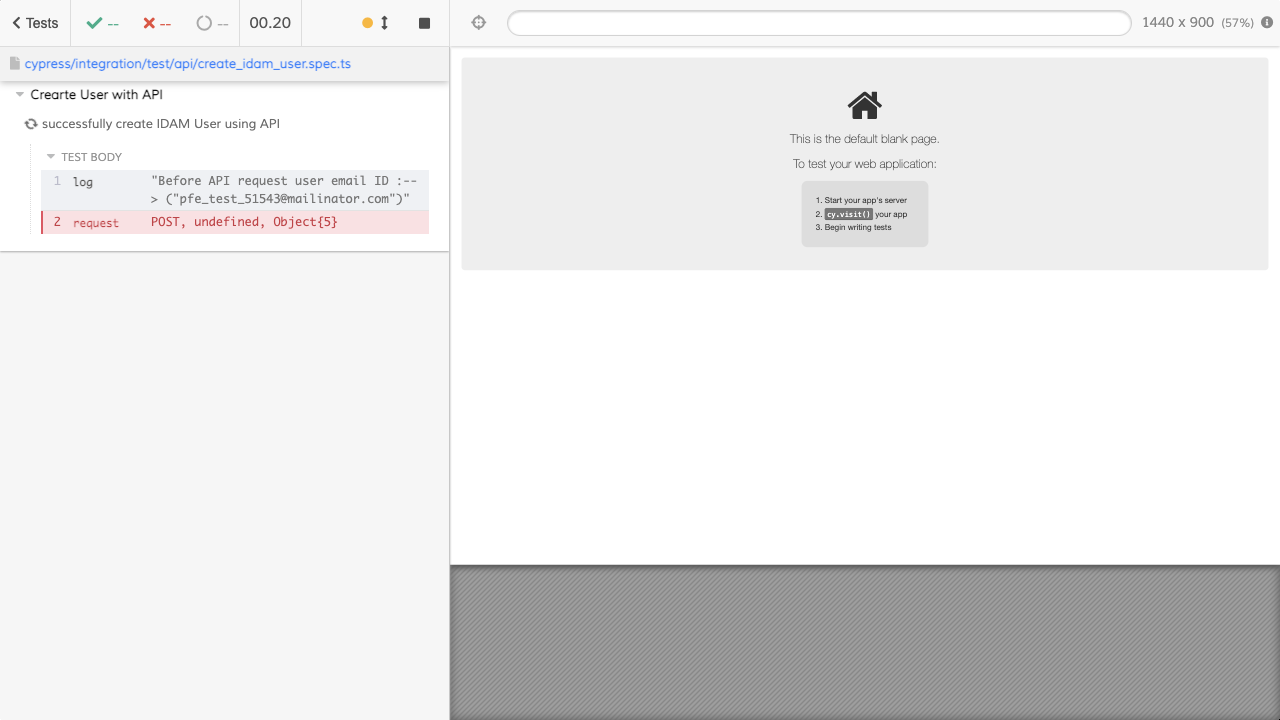 Tests
--
--
--
00.20
1440 x 900 (57%)
cypress/integration/test/api/create_idam_user.spec.ts
Crearte User with API
successfully create IDAM User using API
TEST BODY
1 log "Before API request user email ID :--
> ("pfe_test_51543@mailinator.com")"
2 request POST, undefined, Object{5}
This is the default blank page.
To test your web application:
1. Start your app's server
2. cy.visit() your app
3. Begin writing tests